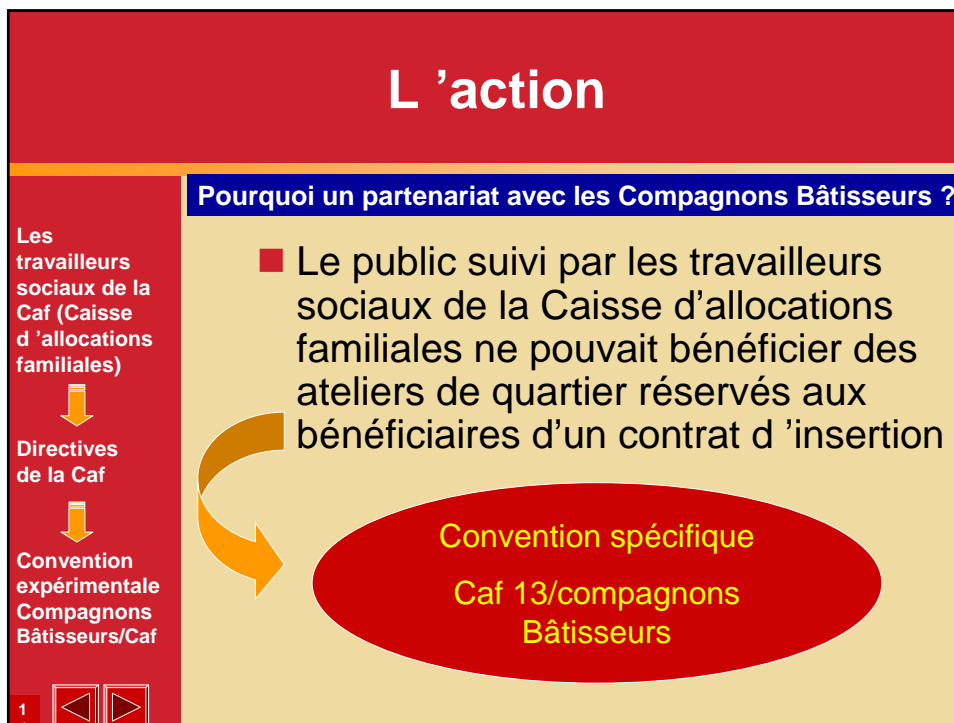 L ’action
Pourquoi un partenariat avec les Compagnons Bâtisseurs ?
Les
travailleurs
sociaux de la
Caf (Caisse
d ’allocations
familiales)
Directives
de la Caf
Convention
expérimentale
Compagnons
Bâtisseurs/Caf
Le public suivi par les travailleurs
sociaux de la Caisse d’allocations
familiales ne pouvait bénéficier des
ateliers de quartier réservés aux
bénéficiaires d’un contrat d ’insertion
Convention spécifique
Caf 13/compagnons
Bâtisseurs
1